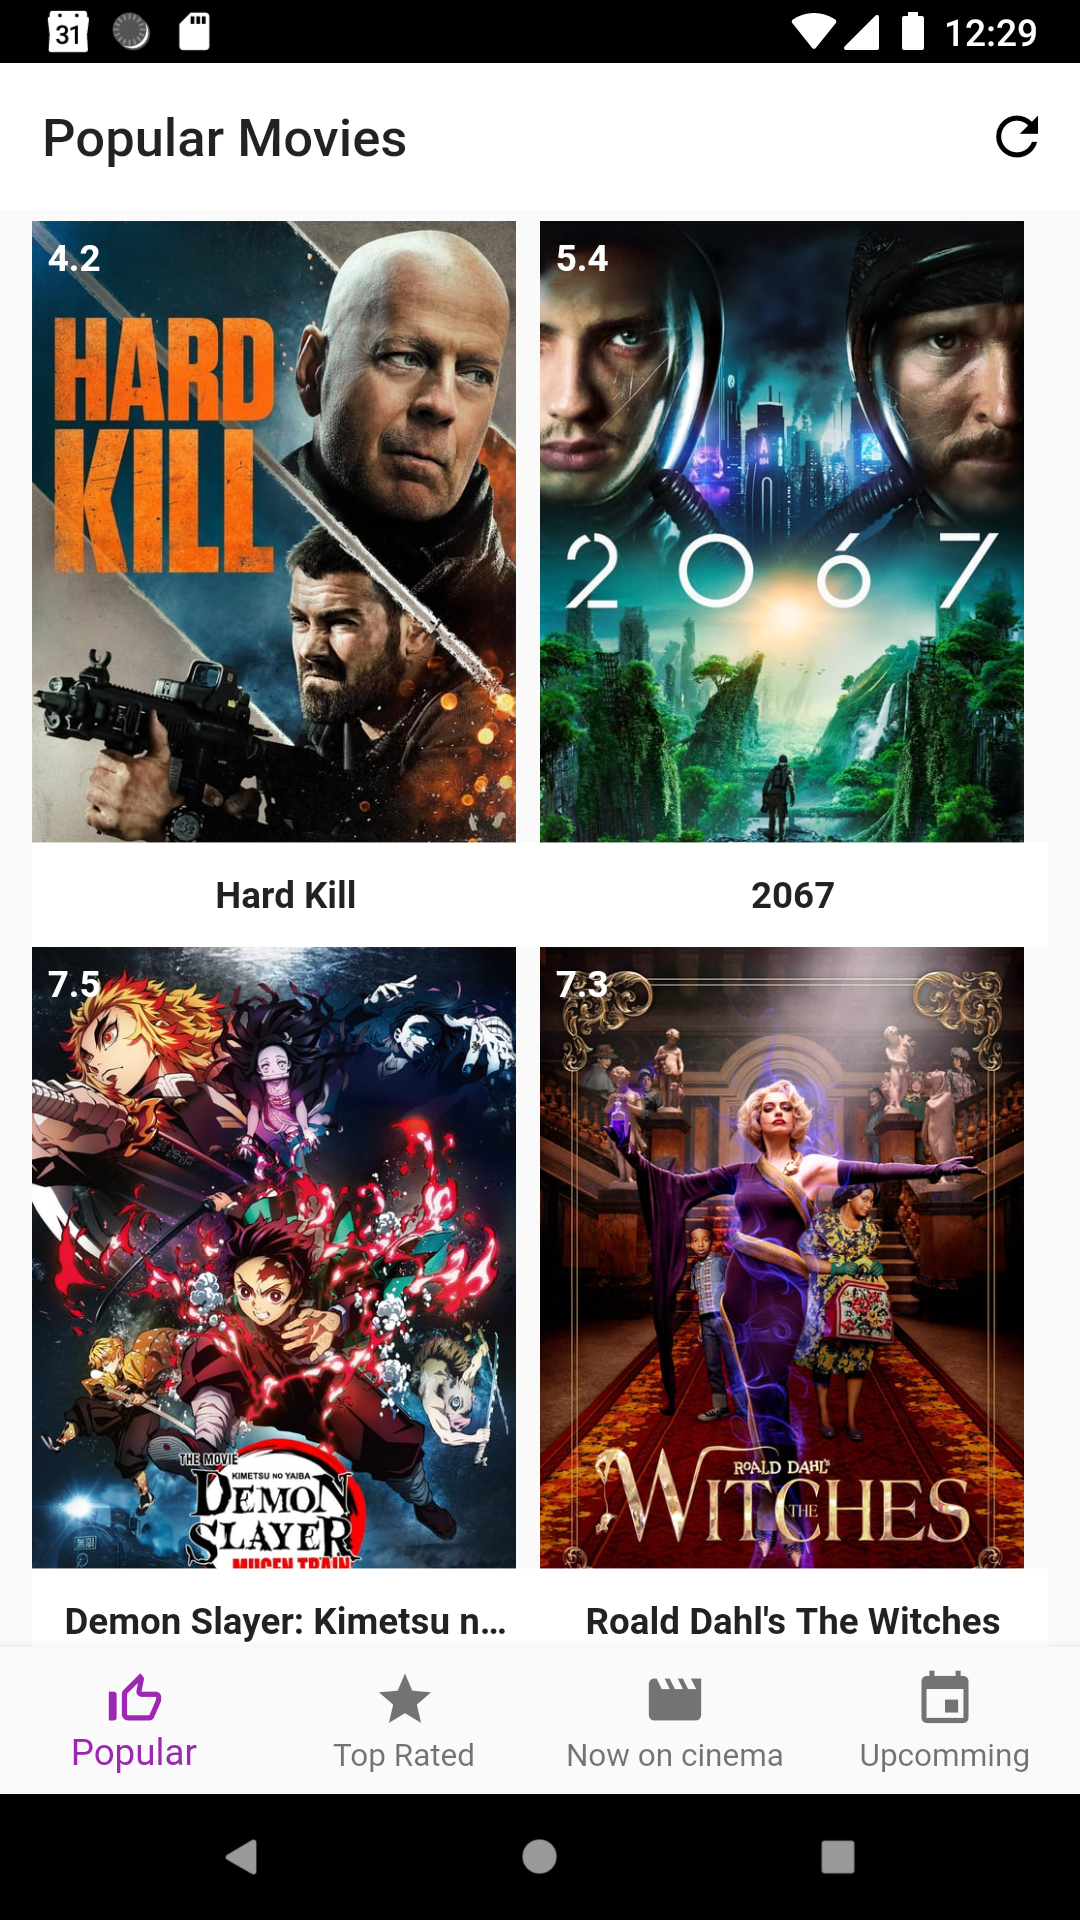 31
12:29
Popular Movies
4.2
HARD
KILL
5.4
2067
Hard Kill
2067
7.5
THE MOVIE
KIMETSU NO YAIBA
DEMON
SLAYER
MUGEN TRAIN
7.3
ROALD DAHL'S
THE
WITCHES
Demon Slayer: Kimetsu n...
Roald Dahl's The Witches
Popular
Top Rated
Now on cinema
Upcomming